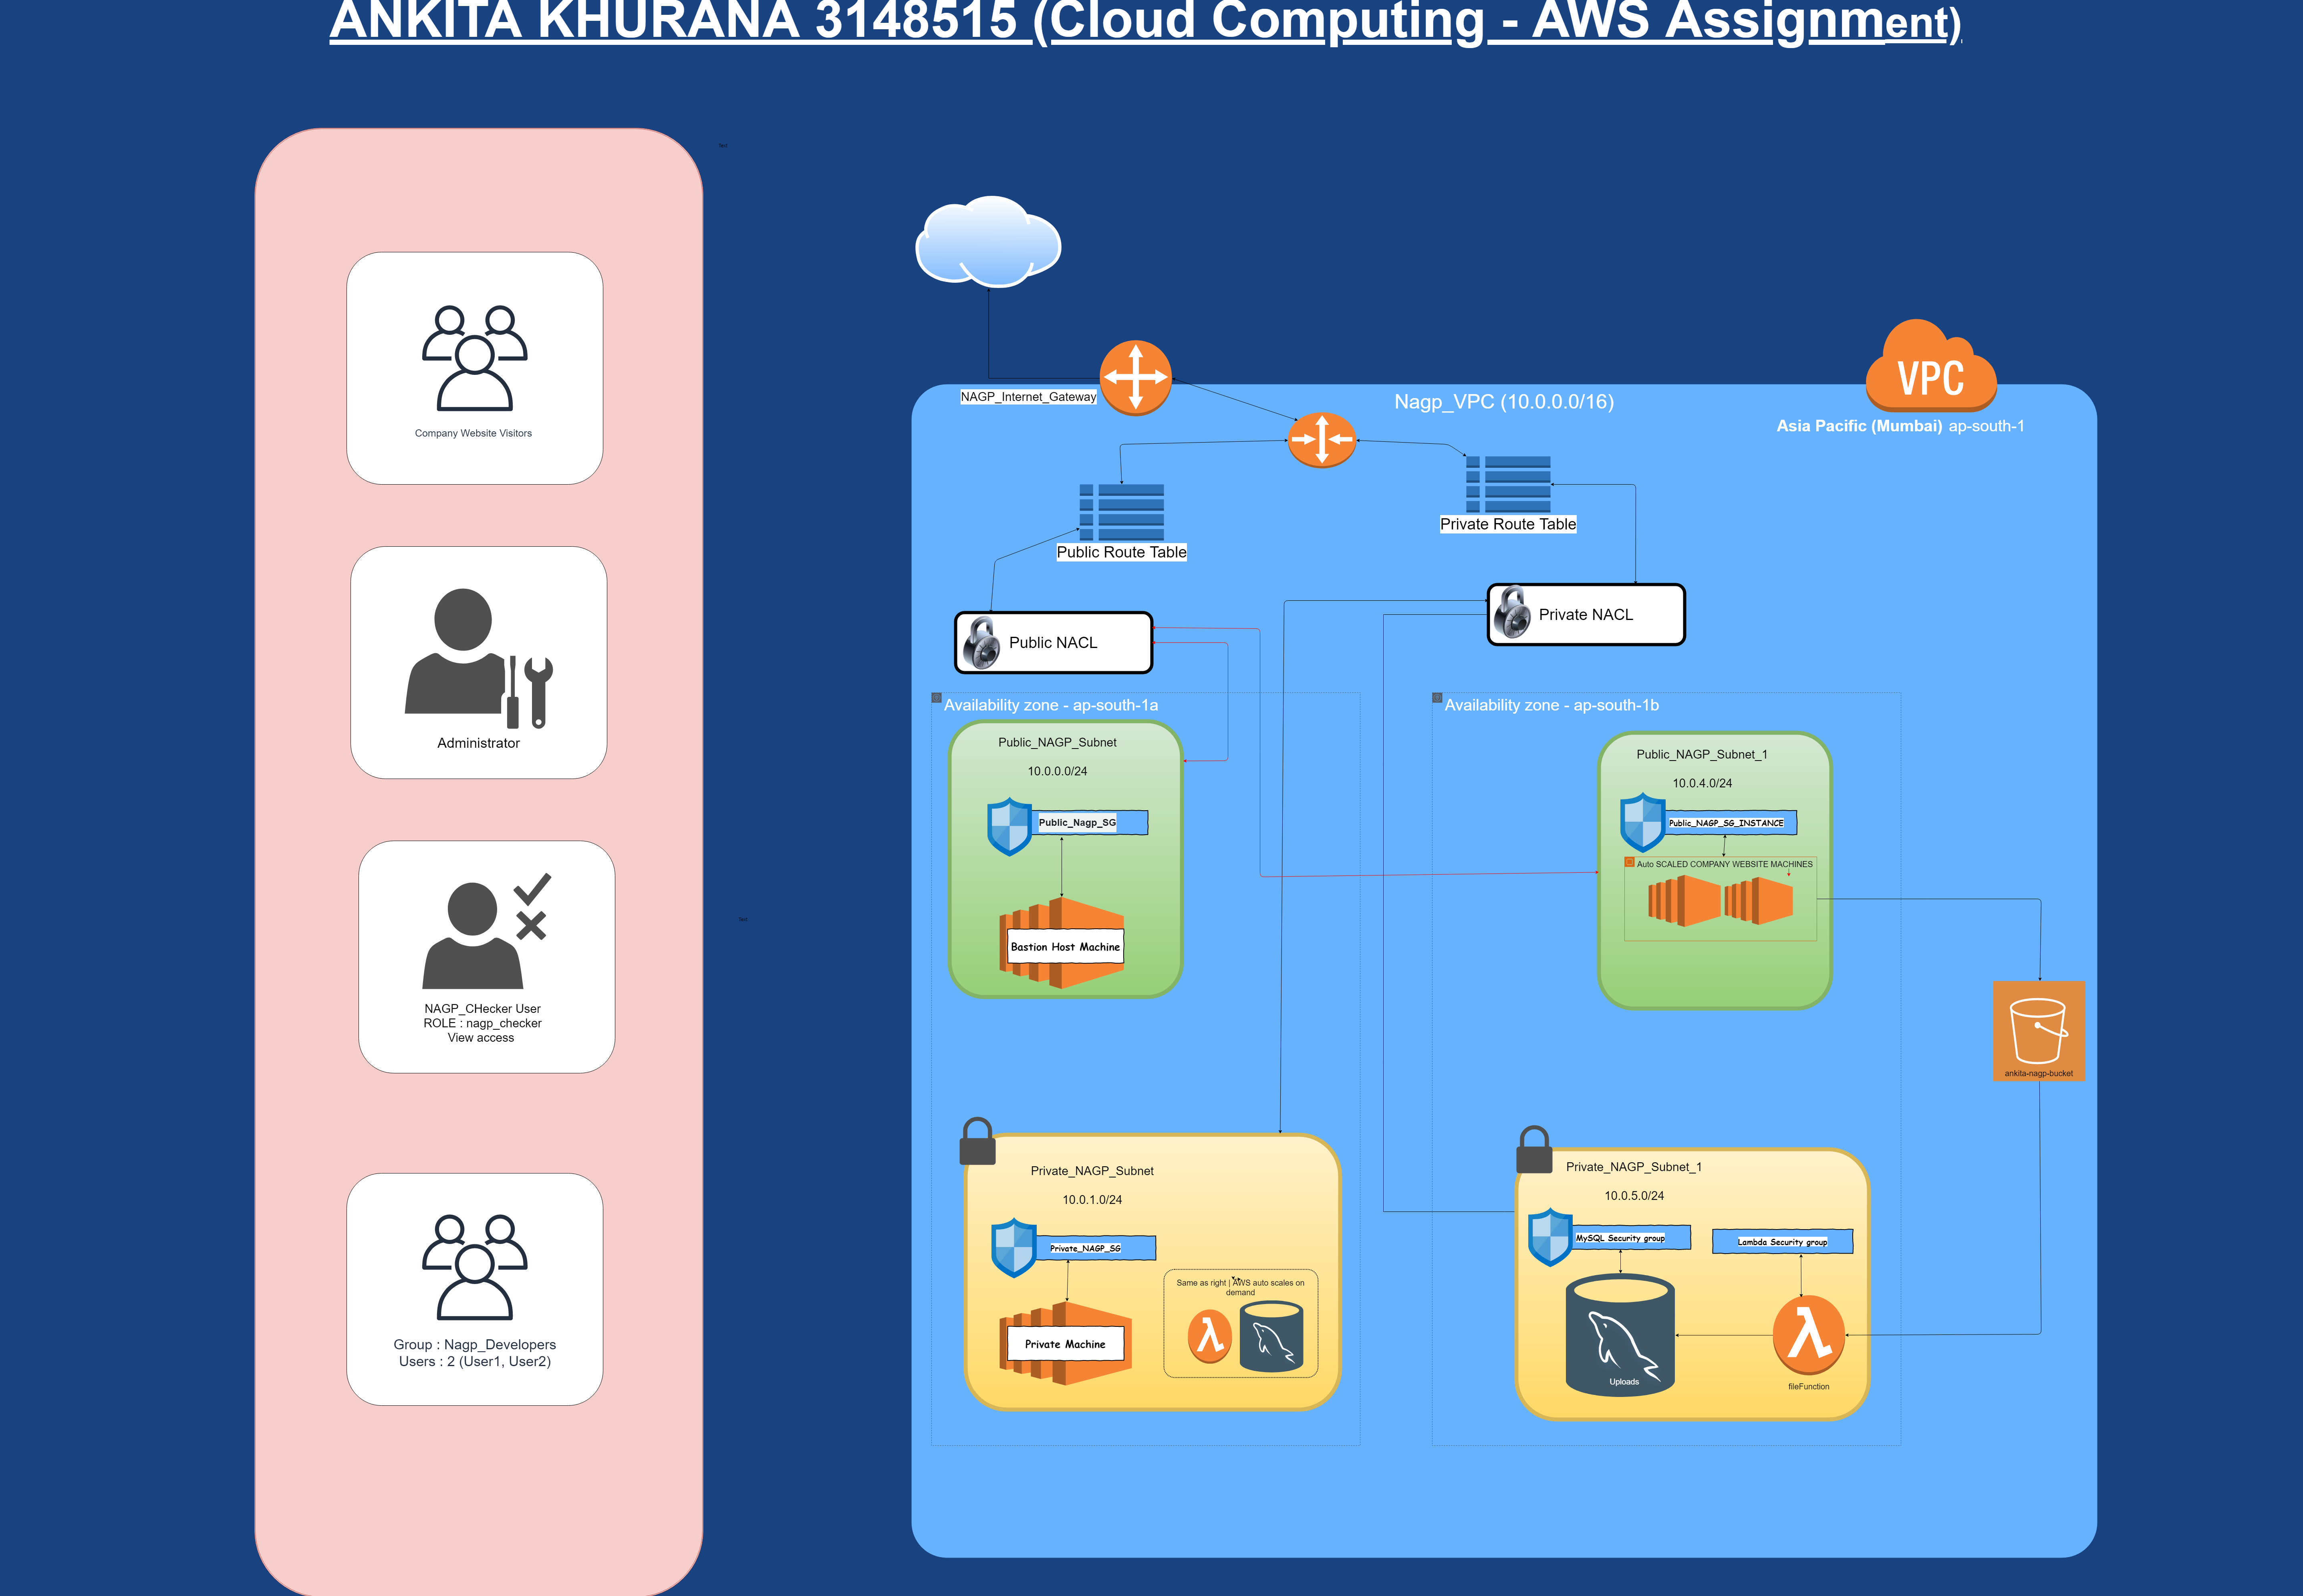 ANKITA KHURANA 3148515 (Cloud Computing - AWS Assignment)
Text
Company Website Visitors
Administrator
NAGP_CHecker User
ROLE : nagp_checker
View access
Text
Group : Nagp_Developers
Users : 2 (User1, User2)
VPC
NAGP_Internet_Gateway
Nagp_VPC (10.0.0.0/16)
Asia Pacific (Mumbai) ap-south-1
Public Route Table
Private Route Table
Public NACL
Private NACL
Availability zone - ap-south-1a
Public_NAGP_Subnet
10.0.0.0/24
Public_Nagp_SG
Bastion Host Machine
Availability zone - ap-south-1b
Public_NAGP_Subnet_1
10.0.4.0/24
Public_NAGP_SG_INSTANCE
Auto SCALED COMPANY WEBSITE MACHINES
ankita-nagp-bucket
Private_NAGP_Subnet
10.0.1.0/24
Private_NAGP_SG
Private Machine
Same as right | AWS auto scales on
demand
Private_NAGP_Subnet_1
10.0.5.0/24
MySQL Security group
Lambda Security group
Uploads
fileFunction